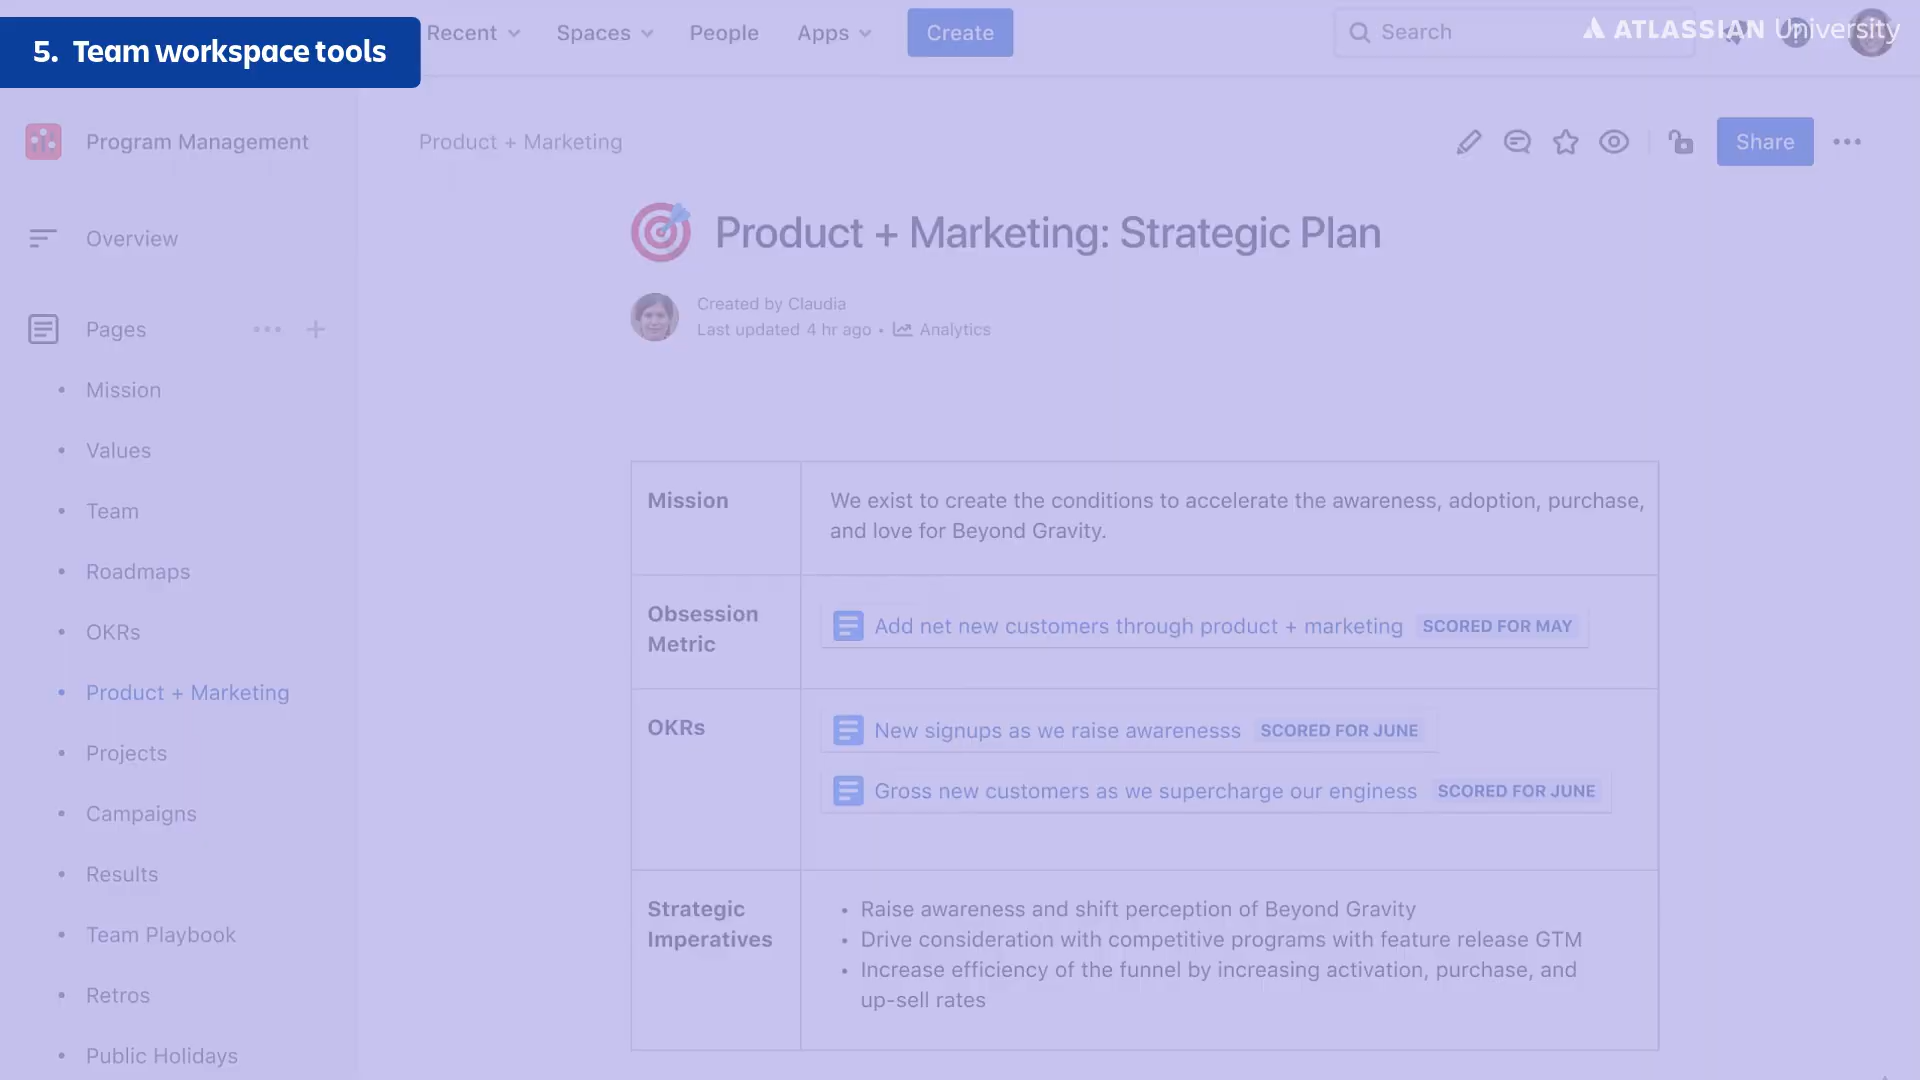 5. Team workspace tools
Recent
Spaces
People
Apps
Create
Search
ATLASSIAN University
Program Management
Overview
Pages
Mission
Values
Team
Roadmaps
OKRs
Product + Marketing
Projects
Campaigns
Results
Team Playbook
Retros
Public Holidays
Product + Marketing
Share
Product + Marketing: Strategic Plan
Created by Claudia
Last updated 4 hr ago • Analytics
Mission
We exist to create the conditions to accelerate the awareness, adoption, purchase,
and love for Beyond Gravity.
Obsession
Metric
Add net new customers through product + marketing SCORED FOR MAY
OKRs
New signups as we raise awarenesss SCORED FOR JUNE
Gross new customers as we supercharge our enginess SCORED FOR JUNE
Strategic
Imperatives
• Raise awareness and shift perception of Beyond Gravity
• Drive consideration with competitive programs with feature release GTM
• Increase efficiency of the funnel by increasing activation, purchase, and
up-sell rates